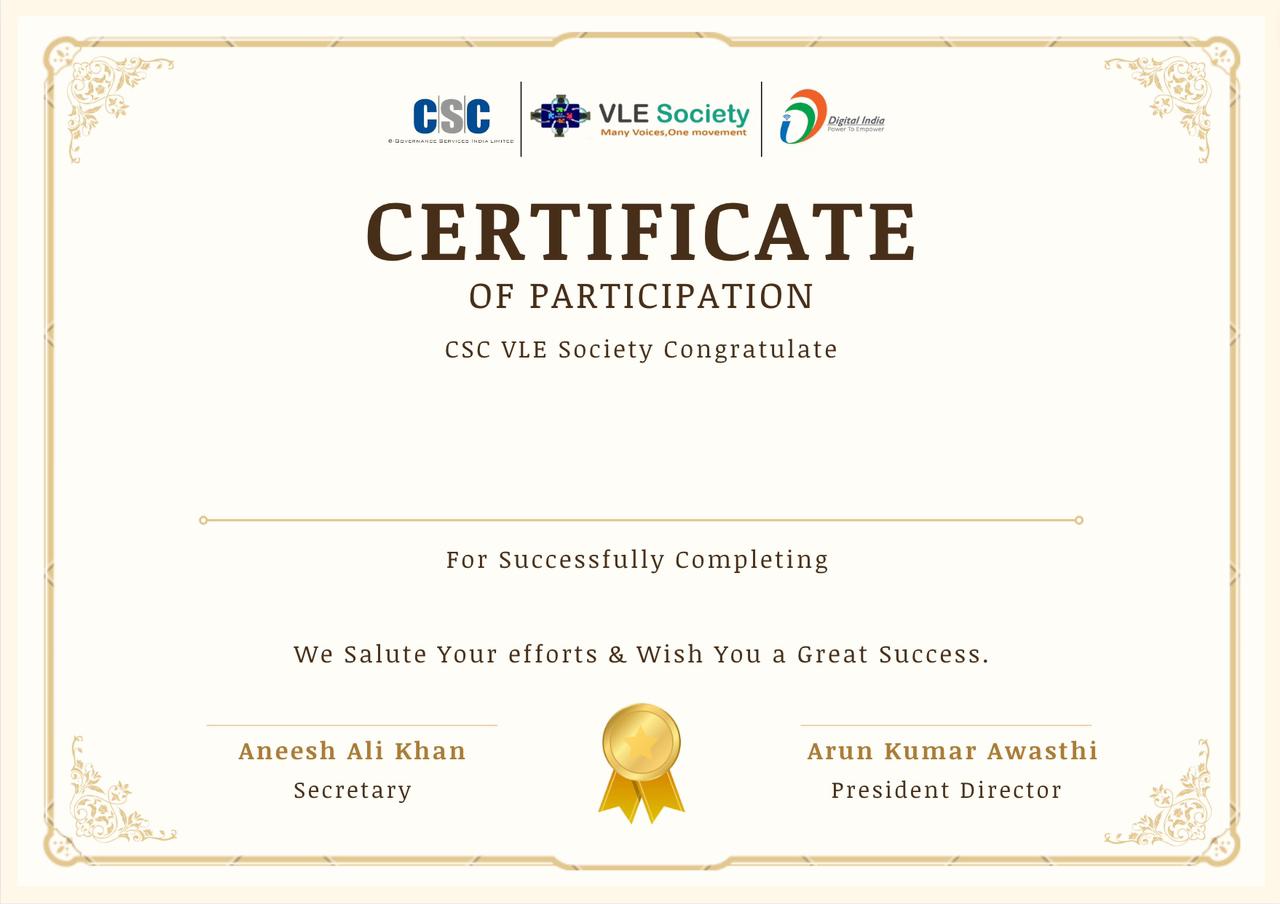 CSC
e-Governance Services India Limited
VLE Society
Many Voices,One movement
Digital India
Power To Empower
CERTIFICATE
OF PARTICIPATION
CSC VLE Society Congratulate
For Successfully Completing
We Salute Your efforts & Wish You a Great Success.
Aneesh Ali Khan
Arun Kumar Awasthi
Secretary
President Director